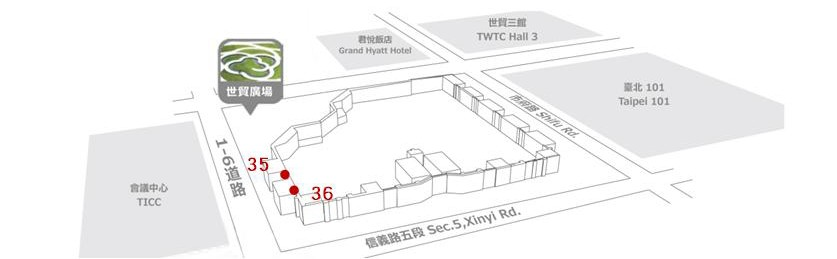 世貿三館
TWTC Hall 3
君悅飯店
Grand Hyatt Hotel
世貿廣場
臺北 101
Taipei 101
市府路 Shifu Rd.
1-6道路
35
36
會議中心
TICC
信義路五段 Sec.5,Xinyi Rd.